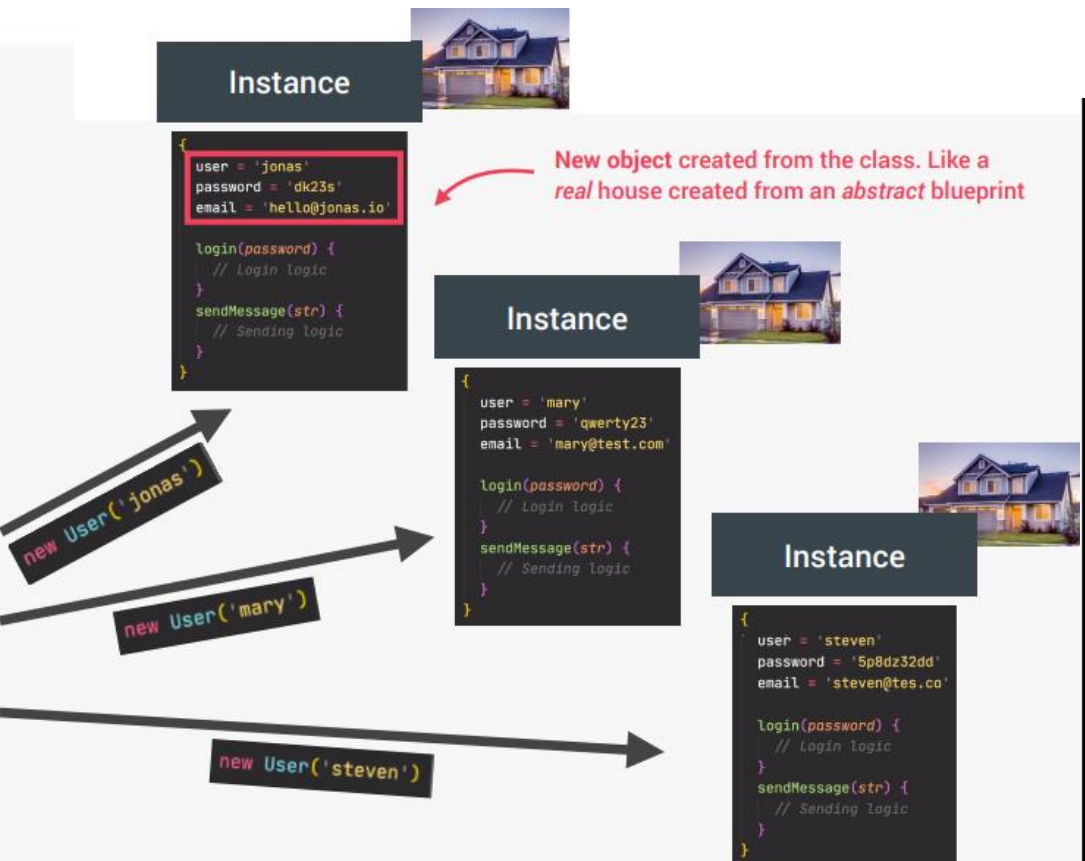 Instance
{
user = 'jonas'
password = 'dk23s'
email = 'hello@jonas.io'
login(password) {
// Login logic
}
sendMessage(str) {
// Sending logic
}
}
New object created from the class. Like a
real house created from an abstract blueprint
Instance
{
user = 'mary'
password = 'qwerty23'
email = 'mary@test.com'
login(password) {
// Login logic
}
sendMessage(str) {
// Sending logic
}
}
new User('jonas')
new User('mary')
Instance
{
user = 'steven'
password = '5p8dz32dd'
email = 'steven@tes.co'
login(password) {
// Login logic
}
sendMessage(str) {
// Sending logic
}
}
new User('steven')